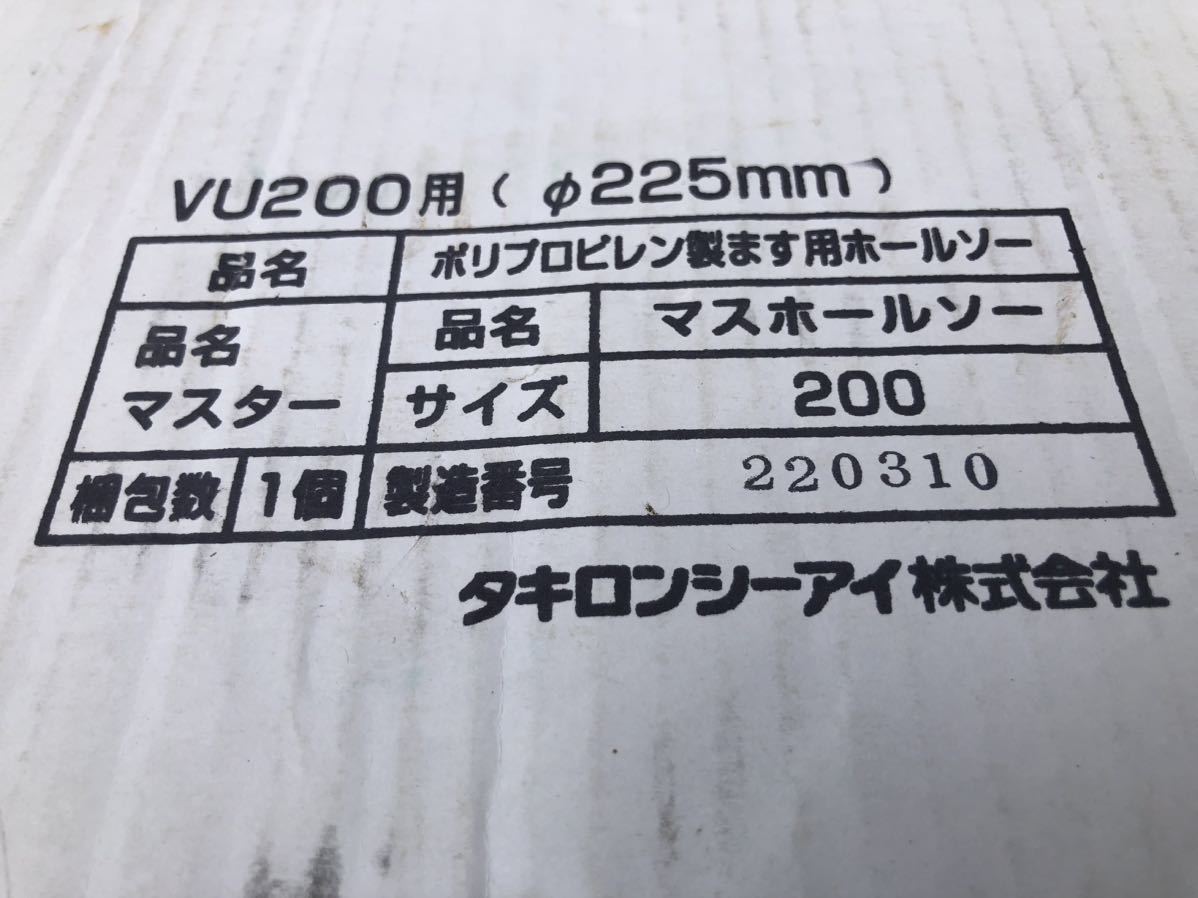 VU200用（ φ225mm ）
品名 ポリプロピレン製ます用ホールソー
品名マスター 品名 マスホールソー
サイズ 200
梱包数 1個 製造番号 220310
タキロンシーアイ株式会社